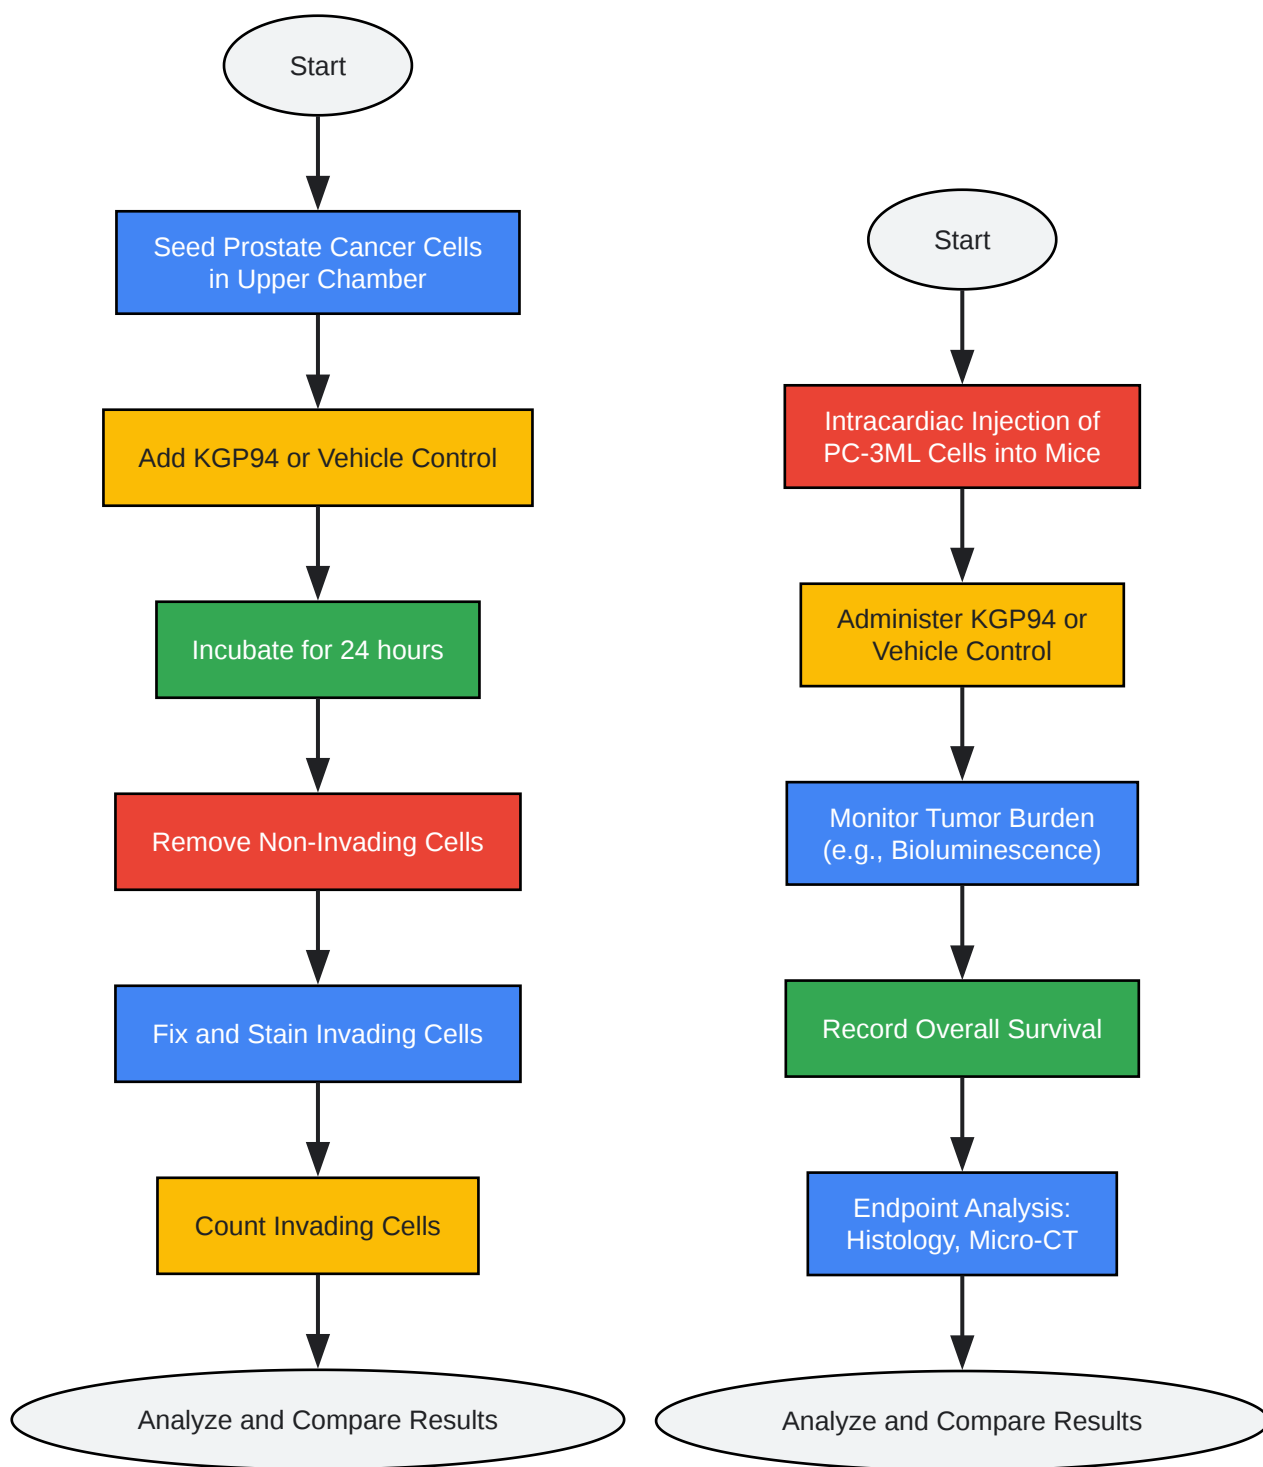 Start
Seed Prostate Cancer Cells
in Upper Chamber
Add KGP94 or Vehicle Control
Incubate for 24 hours
Remove Non-Invading Cells
Fix and Stain Invading Cells
Count Invading Cells
Analyze and Compare Results
Start
Intracardiac Injection of
PC-3ML Cells into Mice
Administer KGP94 or
Vehicle Control
Monitor Tumor Burden
(e.g., Bioluminescence)
Record Overall Survival
Endpoint Analysis:
Histology, Micro-CT
Analyze and Compare Results